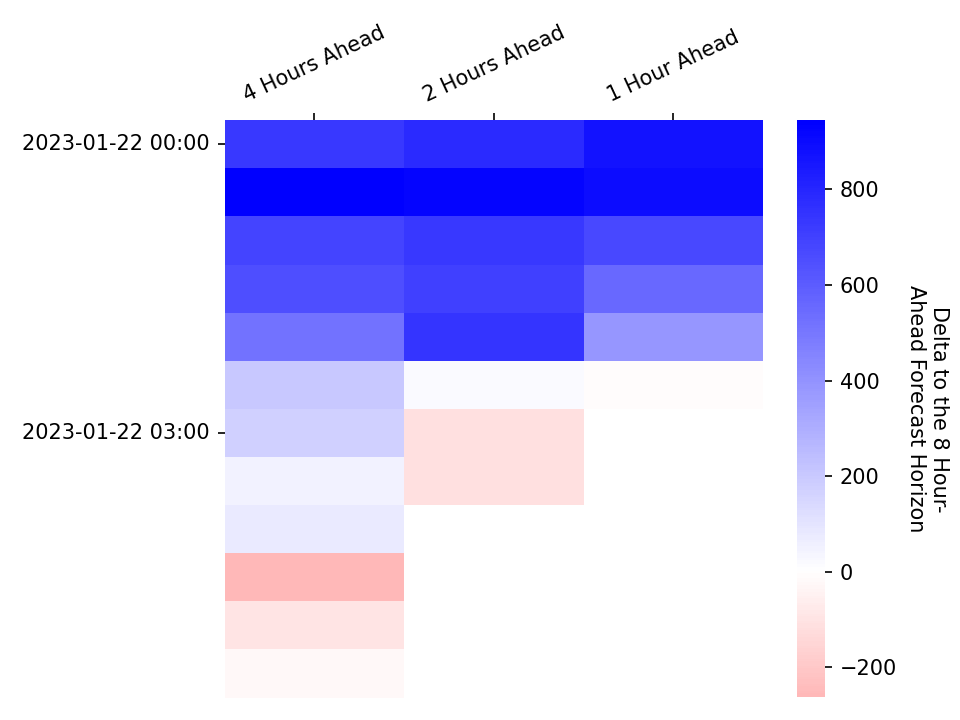 4 Hours Ahead
2 Hours Ahead
1 Hour Ahead
2023-01-22 00:00
2023-01-22 03:00
800
600
400
200
0
−200
Delta to the 8 Hour-
Ahead Forecast Horizon